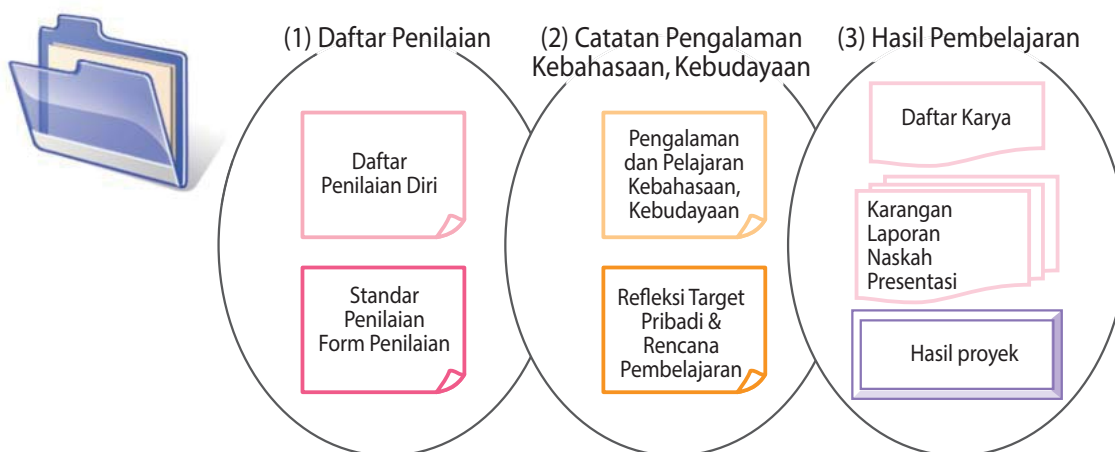 (1) Daftar Penilaian
Daftar
Penilaian Diri
Standar
Penilaian
Form Penilaian
(2) Catatan Pengalaman
Kebahasaan, Kebudayaan
Pengalaman
dan Pelajaran
Kebahasaan,
Kebudayaan
Refleksi Target
Pribadi &
Rencana
Pembelajaran
(3) Hasil Pembelajaran
Daftar Karya
Karangan
Laporan
Naskah
Presentasi
Hasil proyek